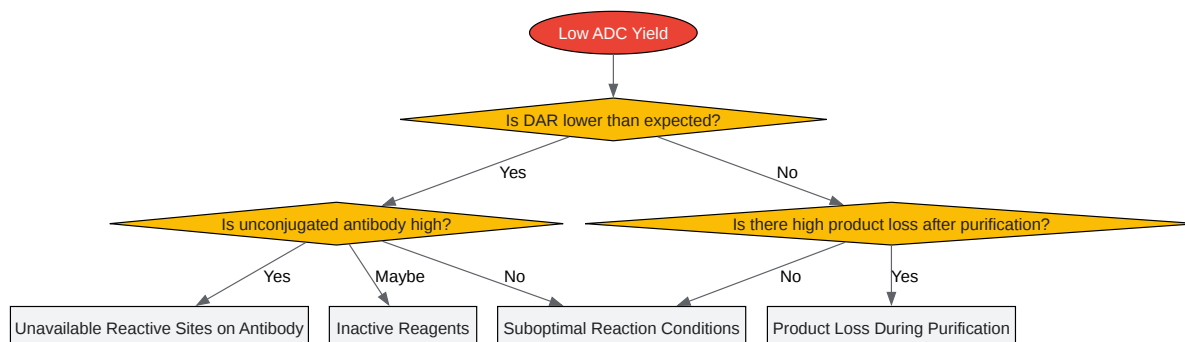 Low ADC Yield
Is DAR lower than expected?
Yes
No
Is unconjugated antibody high?
Is there high product loss after purification?
Yes
Maybe
No
No
Yes
Unavailable Reactive Sites on Antibody
Inactive Reagents
Suboptimal Reaction Conditions
Product Loss During Purification